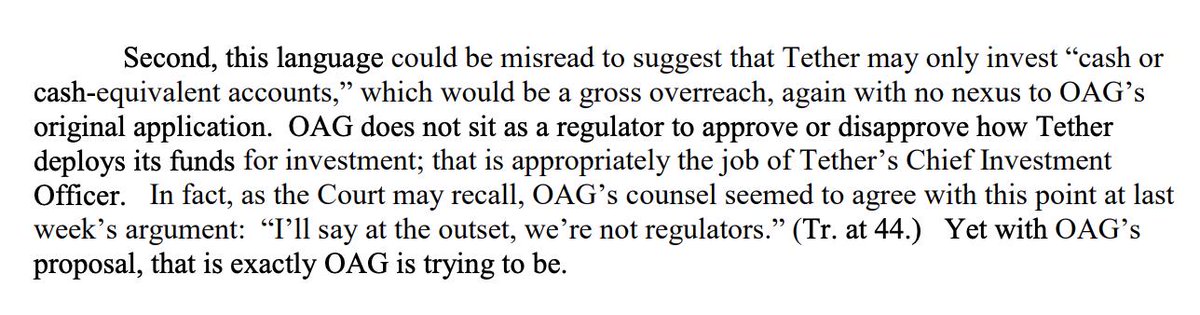 Second, this language could be misread to suggest that Tether may only invest “cash or
cash-equivalent accounts,” which would be a gross overreach, again with no nexus to OAG’s
original application.  OAG does not sit as a regulator to approve or disapprove how Tether
deploys its funds for investment; that is appropriately the job of Tether’s Chief Investment
Officer.   In fact, as the Court may recall, OAG’s counsel seemed to agree with this point at last
week’s argument:  “I’ll say at the outset, we’re not regulators.” (Tr. at 44.)   Yet with OAG’s
proposal, that is exactly OAG is trying to be.